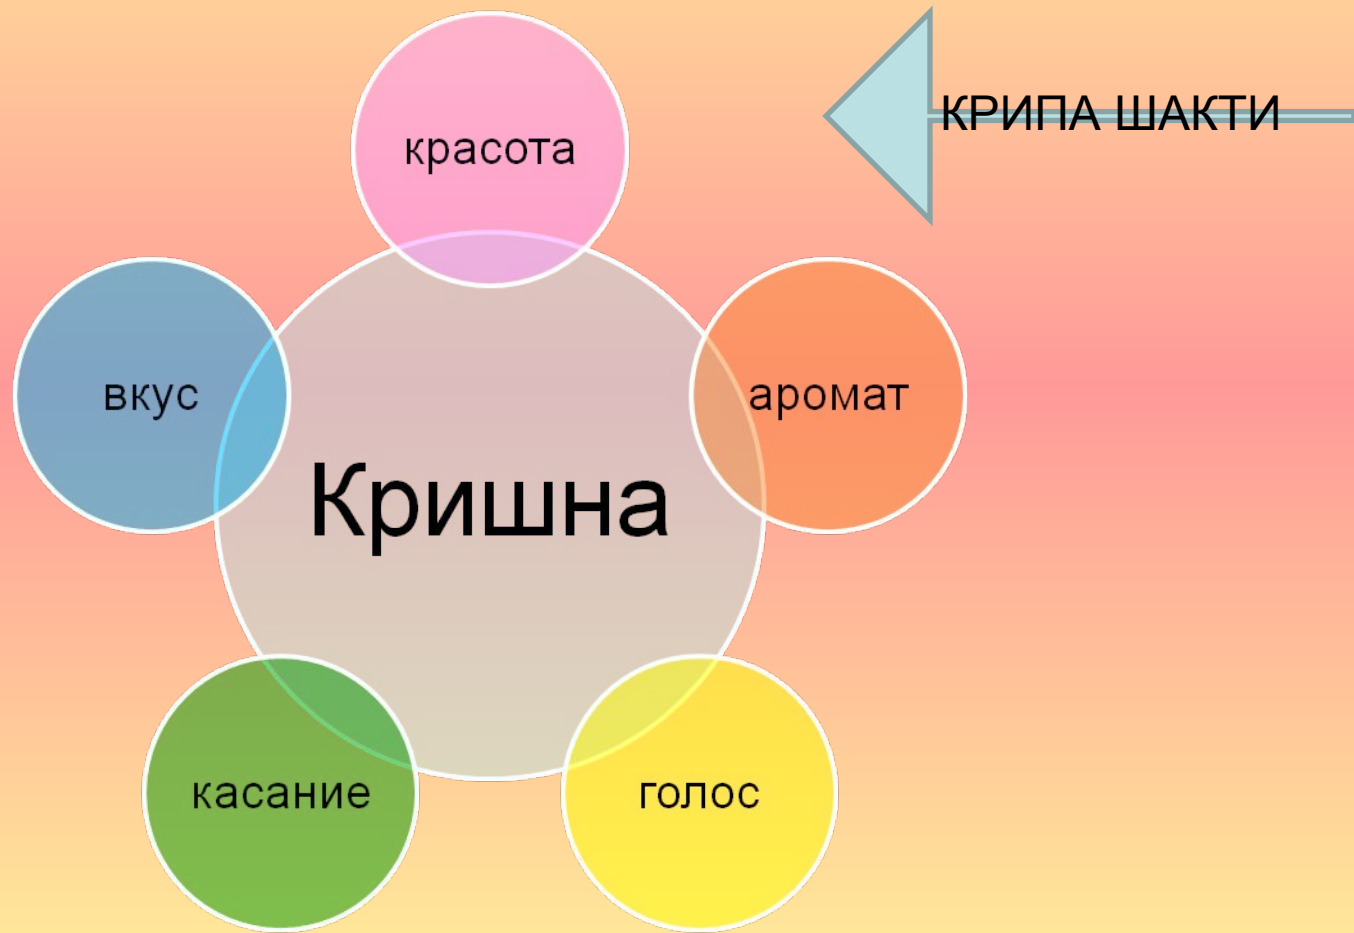 КРИПА ШАКТИ
красота
вкус
аромат
Кришна
касание
голос